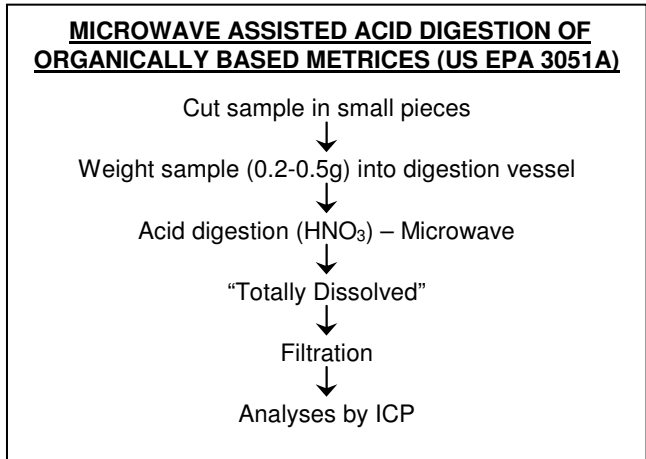 MICROWAVE ASSISTED ACID DIGESTION OF
ORGANICALLY BASED METRICES (US EPA 3051A)
Cut sample in small pieces
Weight sample (0.2-0.5g) into digestion vessel
Acid digestion (HNO₃) – Microwave
“Totally Dissolved”
Filtration
Analyses by ICP